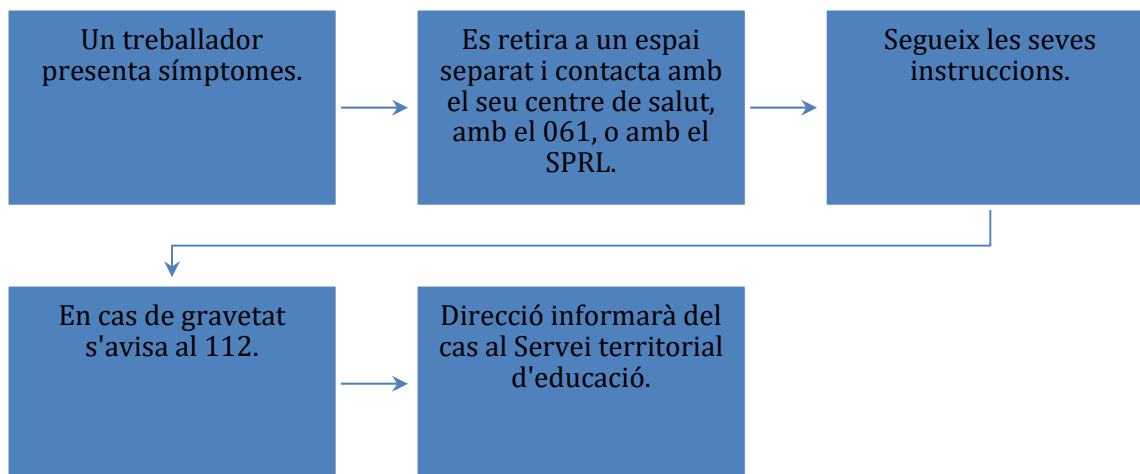 Un treballador
presenta símptomes.
Es retira a un espai
separat i contacta amb
el seu centre de salut,
amb el 061, o amb el
SPRL.
Segueix les seves
instruccions.
En cas de gravetat
s'avisa al 112.
Direcció informarà del
cas al Servei territorial
d'educació.